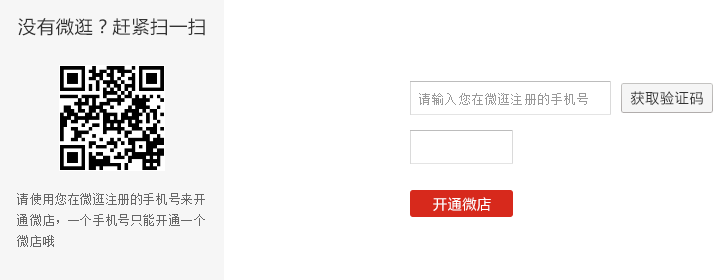 没有微逛？赶紧扫一扫
请使用您在微逛注册的手机号来开
通微店，一个手机号只能开通一个
微店哦
请输入您在微逛注册的手机号
获取验证码
开通微店